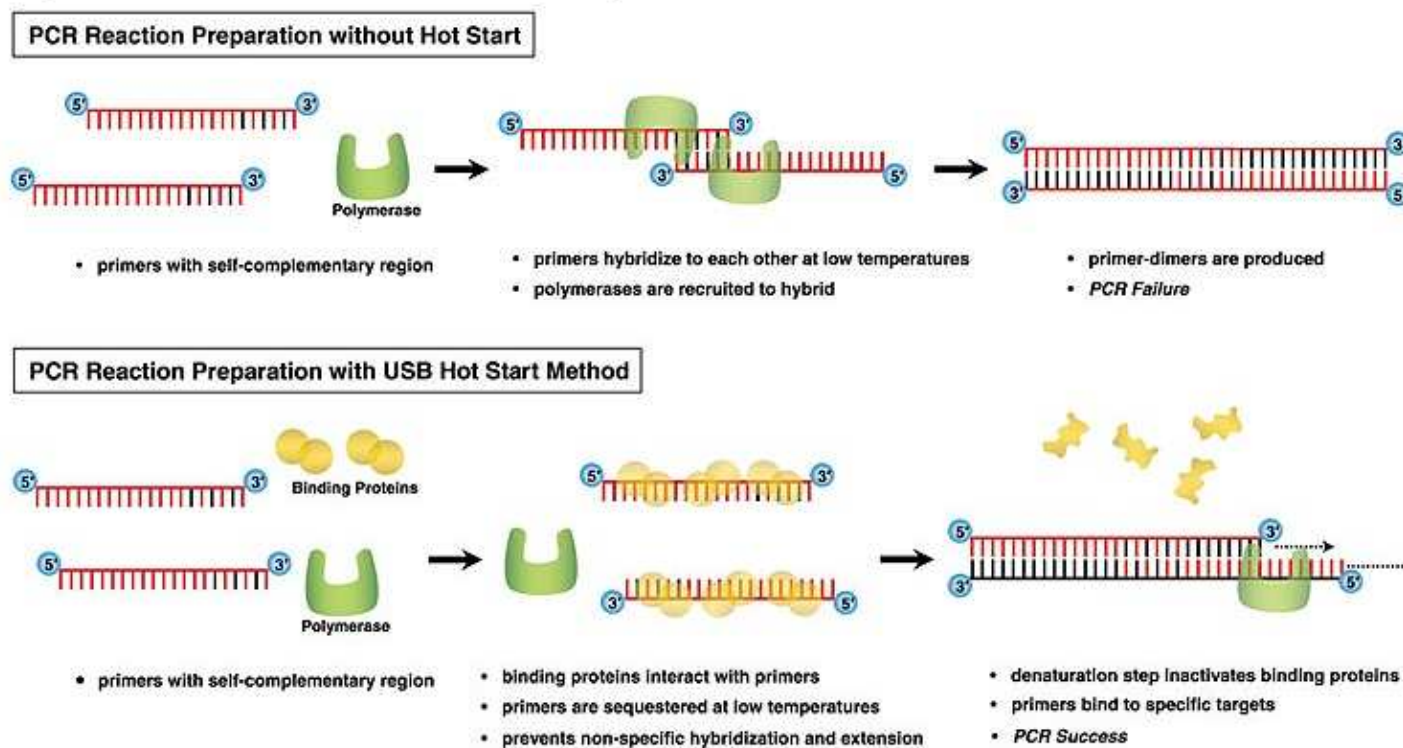 PCR Reaction Preparation without Hot Start
5' 3'
5' 3'
Polymerase
5' 3'
3' 5'
5' 3'
3' 5
• primers with self-complementary region
• primers hybridize to each other at low temperatures
• polymerases are recruited to hybrid
• primer-dimers are produced
• PCR Failure
PCR Reaction Preparation with USB Hot Start Method
Binding Proteins
5' 3'
5' 3'
Polymerase
5' 3'
3' 5'
5' 3'
3' 5'
• primers with self-complementary region
• binding proteins interact with primers
• primers are sequestered at low temperatures
• prevents non-specific hybridization and extension
• denaturation step inactivates binding proteins
• primers bind to specific targets
• PCR Success